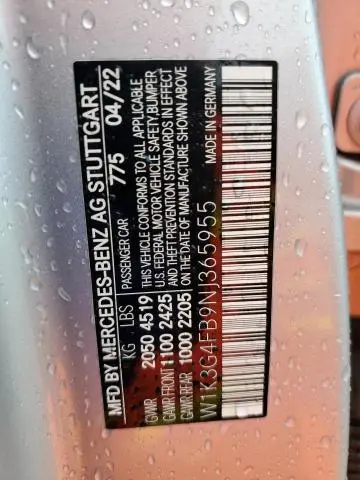 MFD BY MERCEDES-BENZ AG STUTTGART
775 04/22
KG LBS PASSENGER CAR
GVWR 2050 4519 THIS VEHICLE CONFORMS TO ALL APPLICABLE
U.S. FEDERAL MOTOR VEHICLE SAFETY, BUMPER,
GAWR FRONT 1100 2425 AND THEFT PREVENTION STANDARDS IN EFFECT
GAWR REAR 1000 2205 ON THE DATE OF MANUFACTURE SHOWN ABOVE
W1K3G4FB9NJ365955 MADE IN GERMANY